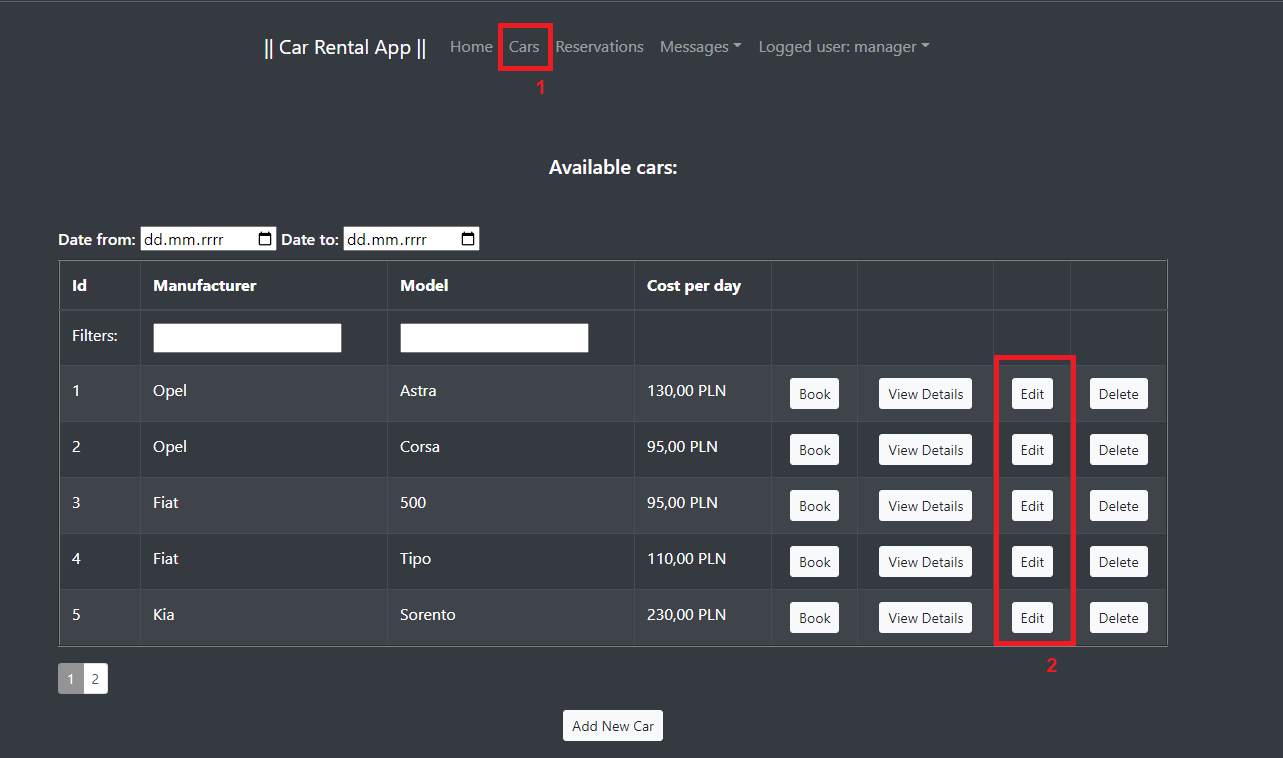 || Car Rental App || Home Cars Reservations Messages Logged user: manager
1
Available cars:
Date from: dd.mm.rrrr Date to: dd.mm.rrrr
Id Manufacturer Model Cost per day
Filters:
1 Opel Astra 130,00 PLN Book View Details Edit Delete
2 Opel Corsa 95,00 PLN Book View Details Edit Delete
3 Fiat 500 95,00 PLN Book View Details Edit Delete
4 Fiat Tipo 110,00 PLN Book View Details Edit Delete
5 Kia Sorento 230,00 PLN Book View Details Edit Delete
2
1 2
Add New Car